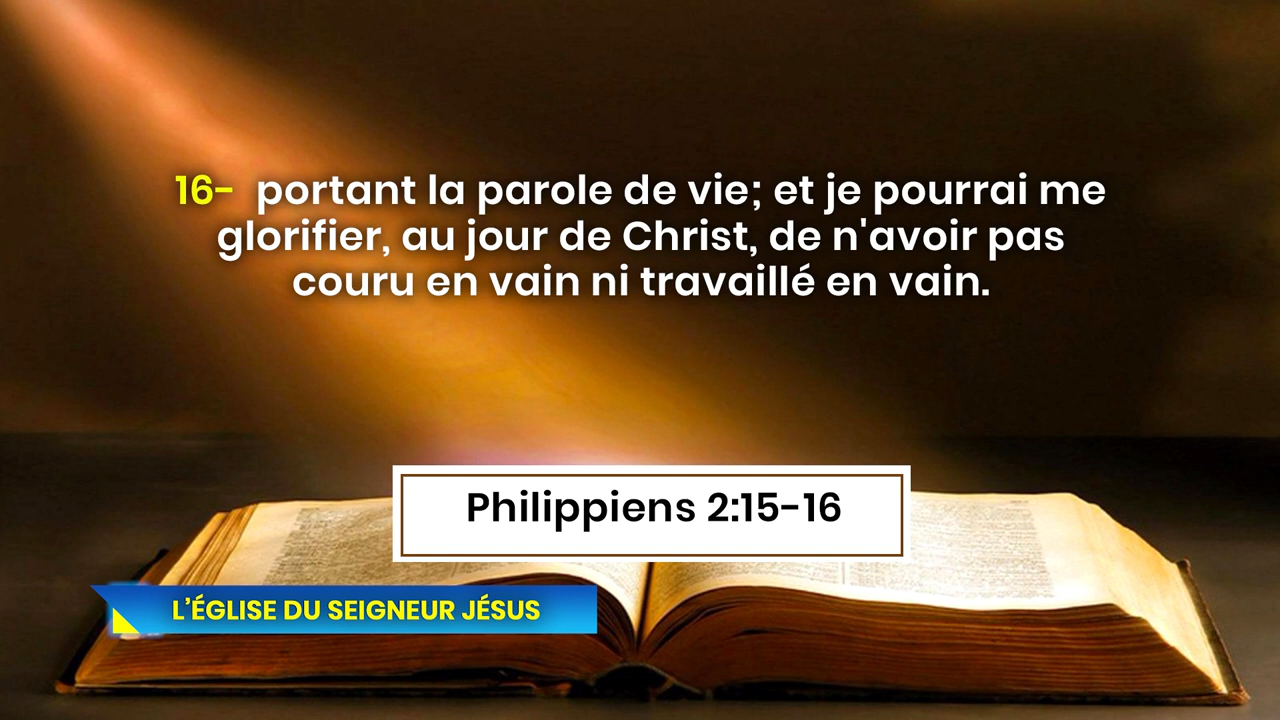 16- portant la parole de vie; et je pourrai me
glorifier, au jour de Christ, de n'avoir pas
couru en vain ni travaillé en vain.
Philippiens 2:15-16
L'ÉGLISE DU SEIGNEUR JÉSUS